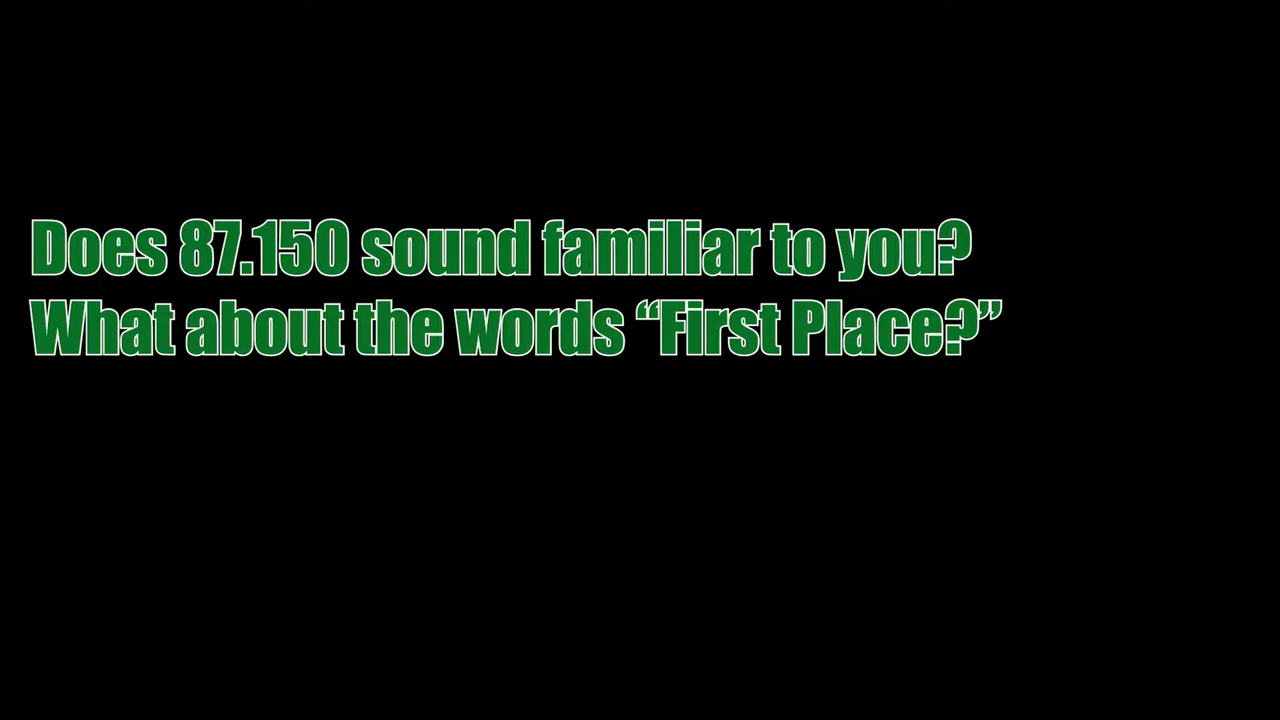 Does 87.150 sound familiar to you?
What about the words “First Place?”